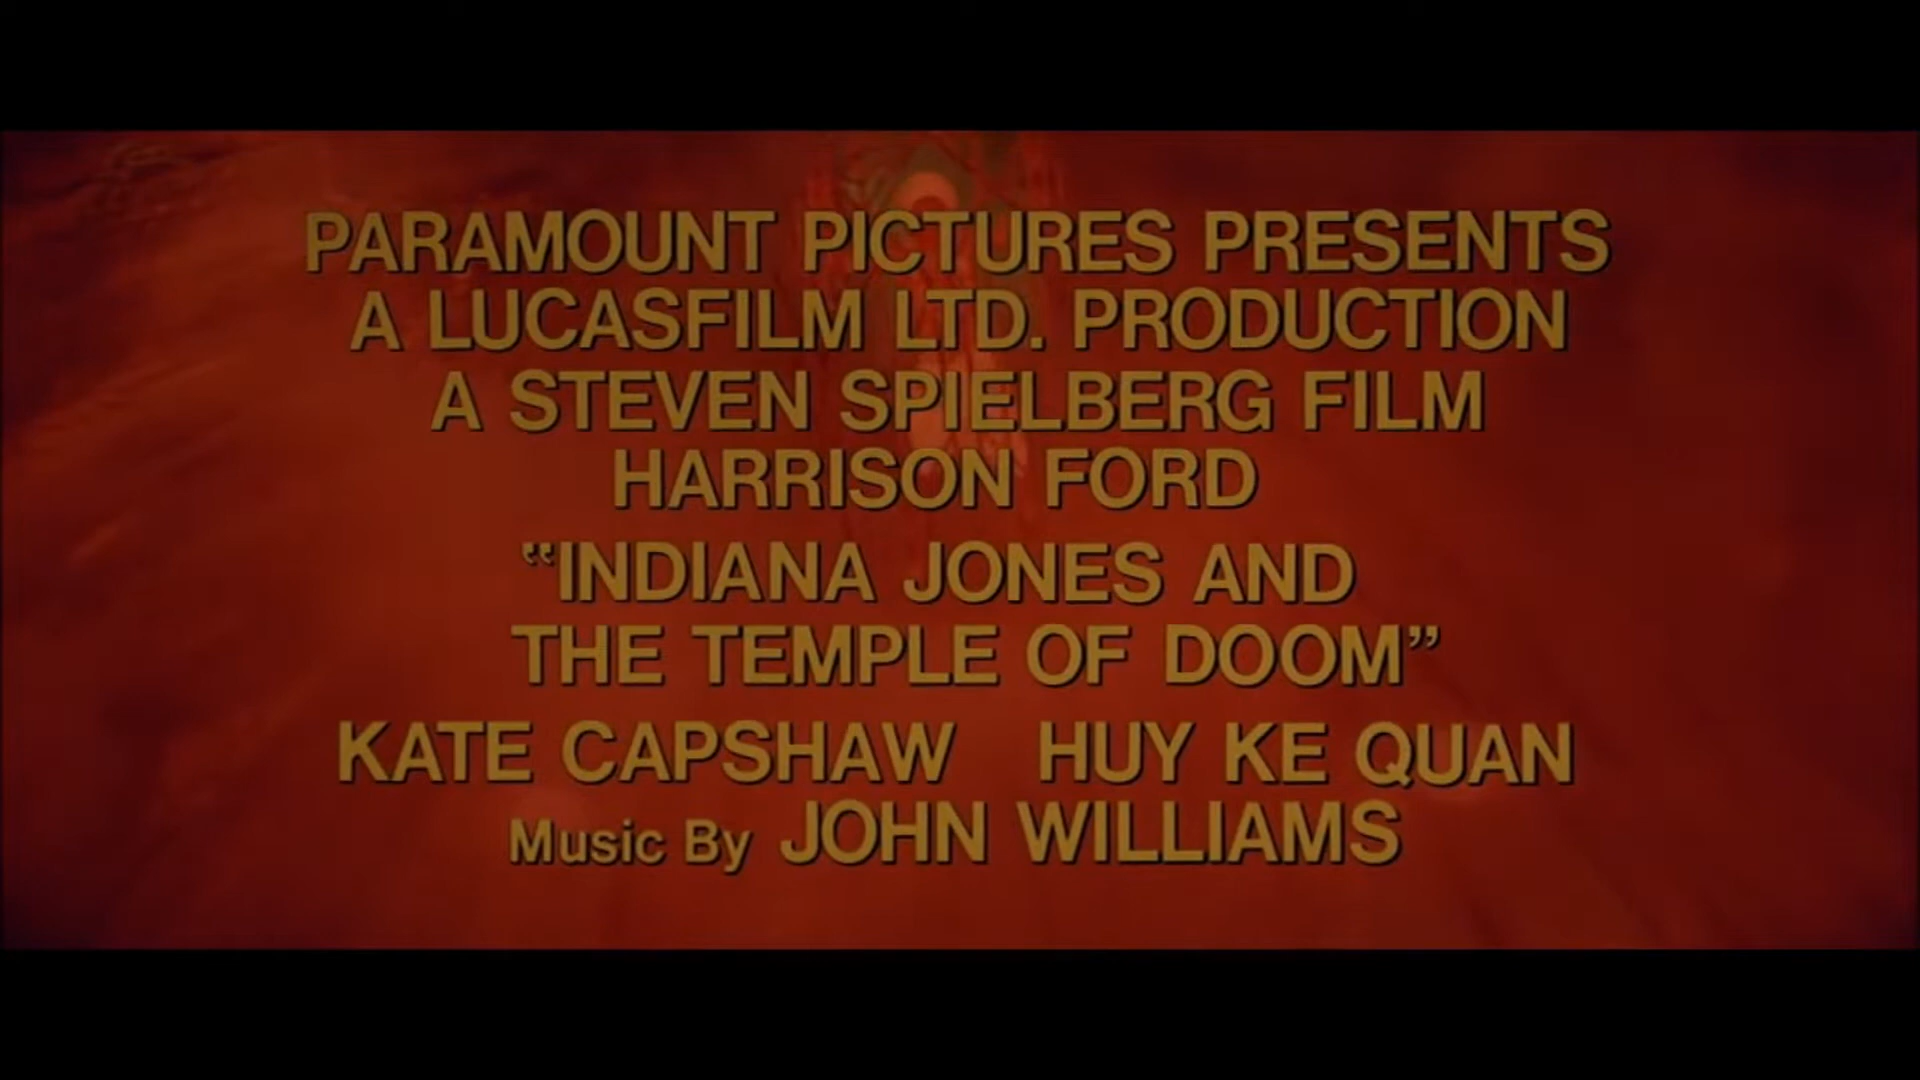 PARAMOUNT PICTURES PRESENTS
A LUCASFILM LTD. PRODUCTION
A STEVEN SPIELBERG FILM
HARRISON FORD
“INDIANA JONES AND
THE TEMPLE OF DOOM”
KATE CAPSHAW HUY KE QUAN
Music By JOHN WILLIAMS